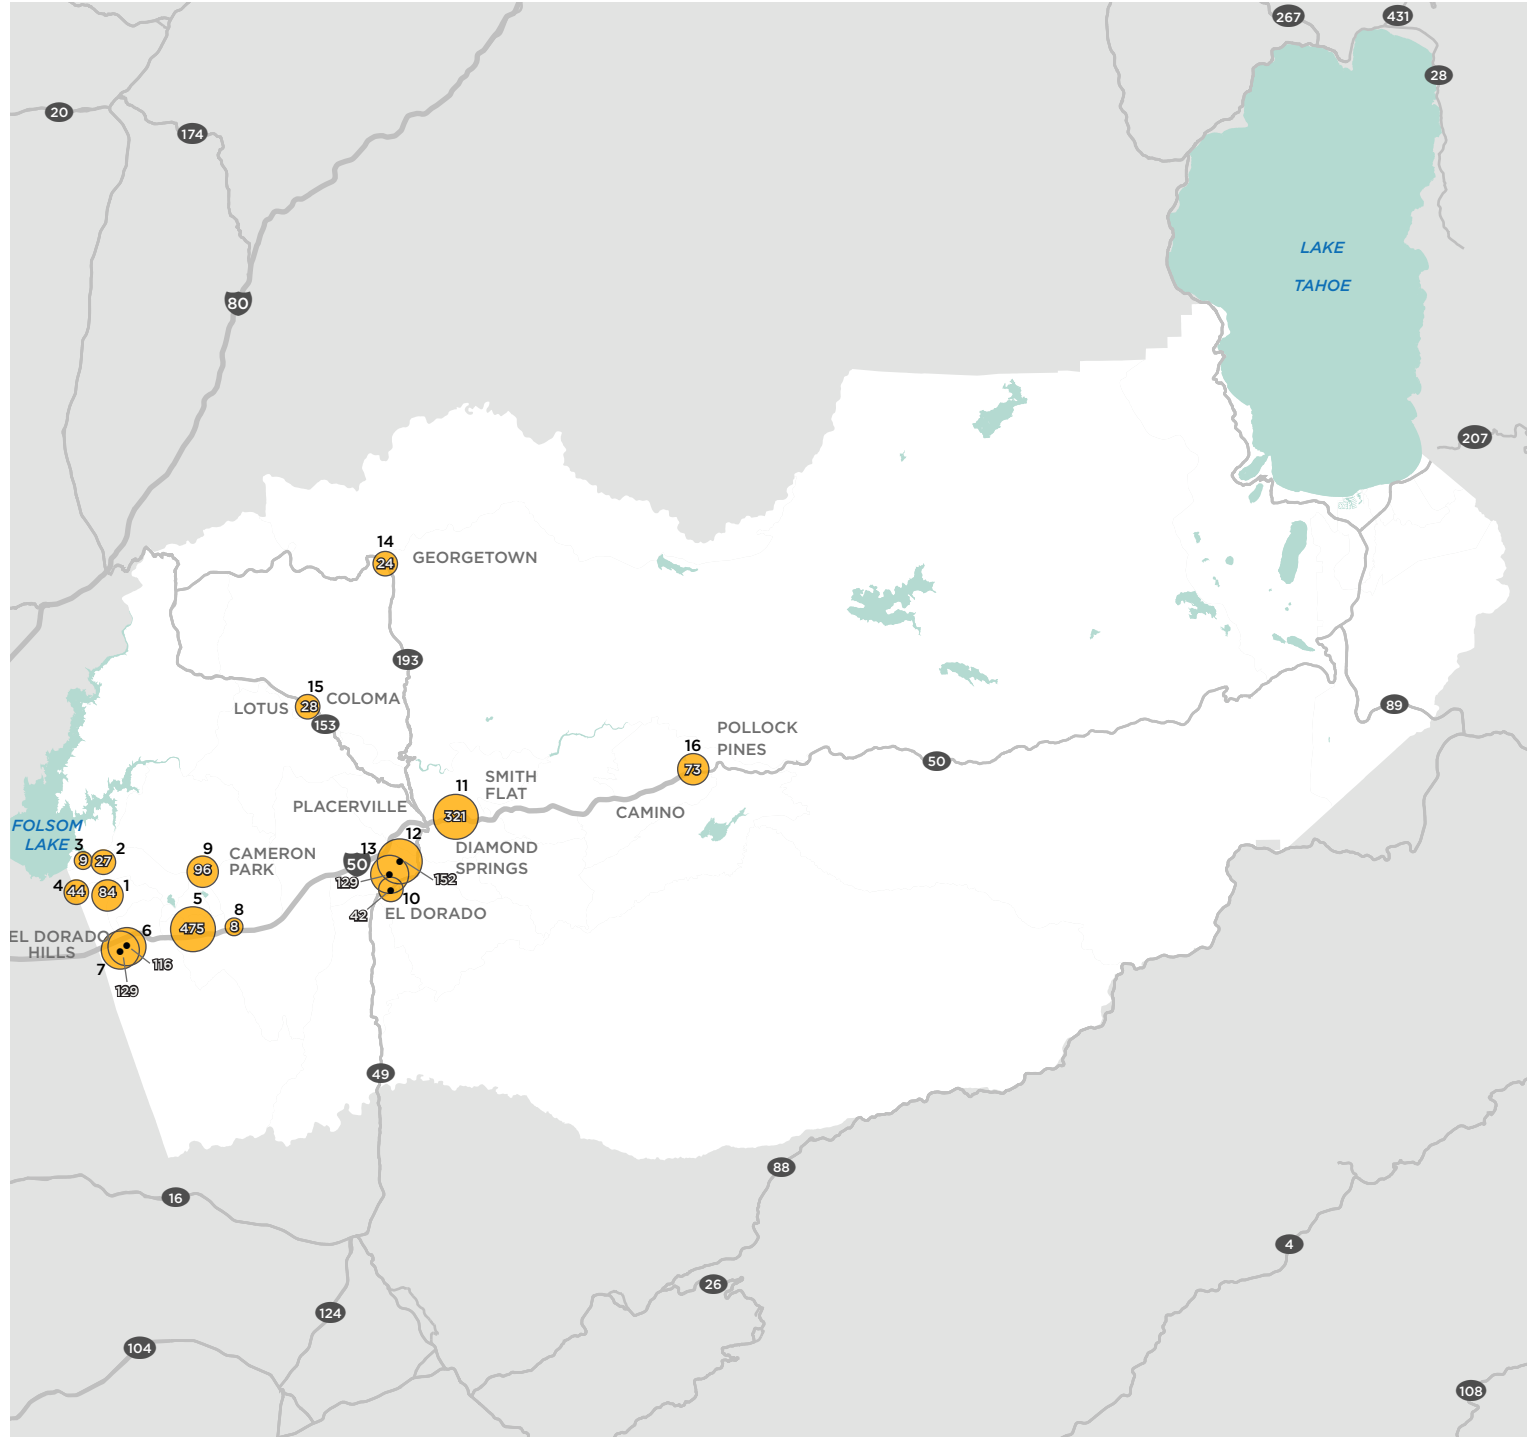 267
431
28
20
174
LAKE
TAHOE
80
207
14
24
GEORGETOWN
193
15
28
COLOMA
LOTUS
153
89
POLLOCK
PINES
16
73
50
11
321
SMITH
FLAT
PLACERVILLE
CAMINO
FOLSOM
LAKE
3
9
2
27
9
96
CAMERON
PARK
13
12
50
DIAMOND
SPRINGS
129
152
4
44
1
84
10
42
EL DORADO
5
475
8
8
EL DORADO
HILLS
6
7
116
129
49
88
16
4
26
124
104
108